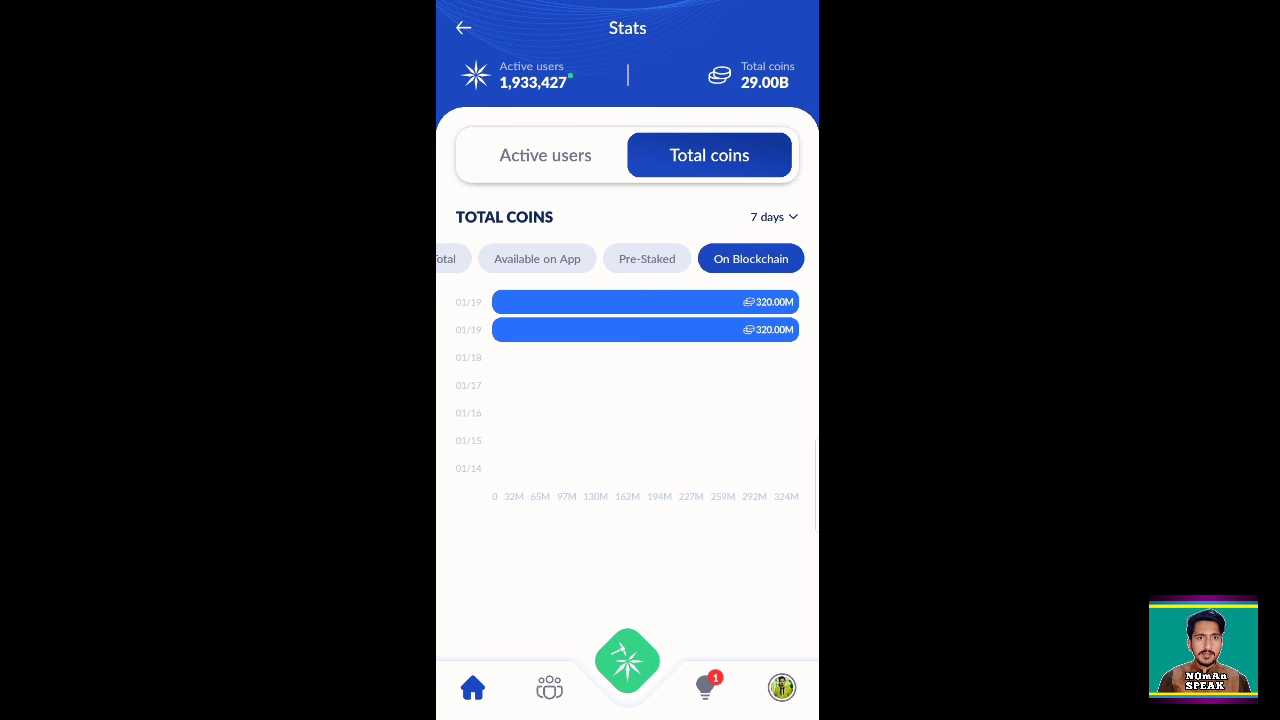 Stats
Active users
1,933,427
Total coins
29.00B
Active users
Total coins
TOTAL COINS
7 days
otal
Available on App
Pre-Staked
On Blockchain
01/19
320.00M
01/19
320.00M
01/18
01/17
01/16
01/15
01/14
0 32M 65M 97M 130M 162M 194M 227M 259M 292M 324M
1
NOmAn
SPEAK